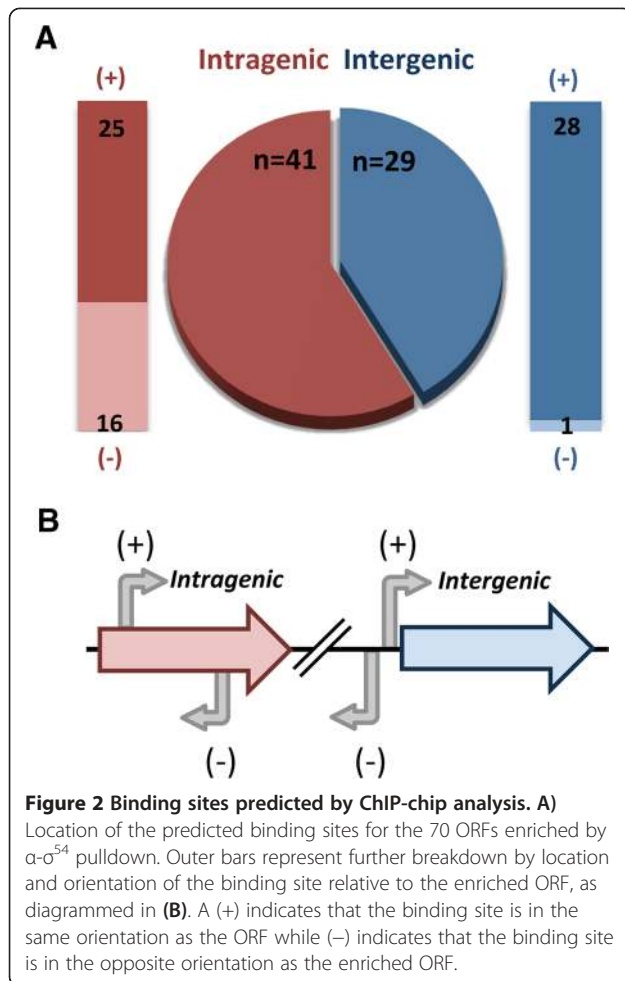 A
Intragenic Intergenic
(+)
(+)
25
n=41
n=29
28
16
1
(-)
(-)
B
(+)
(+)
Intragenic
Intergenic
(-)
(-)
Figure 2 Binding sites predicted by ChIP-chip analysis. A)
Location of the predicted binding sites for the 70 ORFs enriched by
α-σ⁵⁴ pulldown. Outer bars represent further breakdown by location
and orientation of the binding site relative to the enriched ORF, as
diagrammed in (B). A (+) indicates that the binding site is in the
same orientation as the ORF while (−) indicates that the binding site
is in the opposite orientation as the enriched ORF.